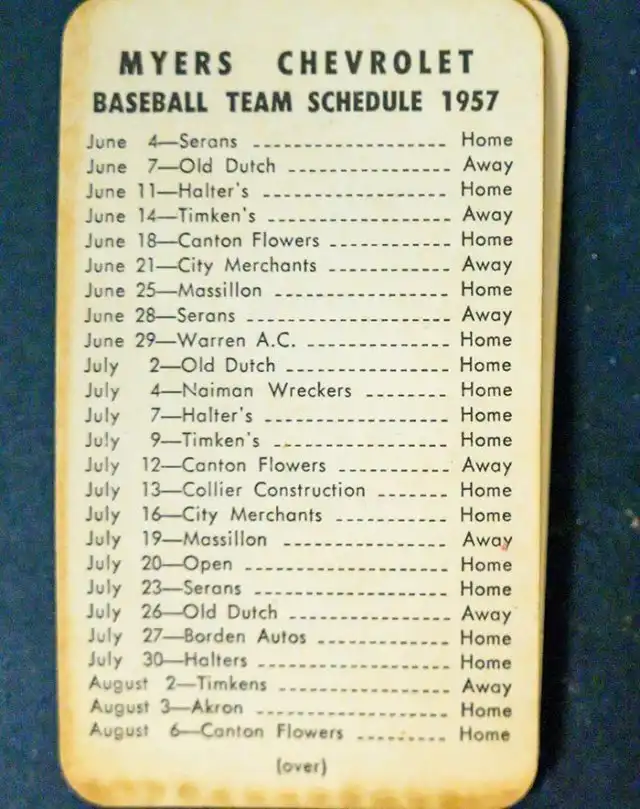 MYERS CHEVROLET
BASEBALL TEAM SCHEDULE 1957
June 4—Serans -------------------- Home
June 7—Old Dutch ----------------- Away
June 11—Halter's ------------------- Home
June 14—Timken's ------------------ Away
June 18—Canton Flowers ------------ Home
June 21—City Merchants ------------ Away
June 25—Massillon ----------------- Home
June 28—Serans -------------------- Away
June 29—Warren A.C. -------------- Home
July 2—Old Dutch ----------------- Home
July 4—Naiman Wreckers --------- Home
July 7—Halter's ------------------- Home
July 9—Timken's ----------------- Home
July 12—Canton Flowers ----------- Away
July 13—Collier Construction ------- Home
July 16—City Merchants ----------- Home
July 19—Massillon ---------------- Away
July 20—Open -------------------- Home
July 23—Serans ------------------- Home
July 26—Old Dutch ---------------- Away
July 27—Borden Autos ------------- Home
July 30—Halters ------------------ Home
August 2—Timkens ---------------- Away
August 3—Akron ------------------ Home
August 6—Canton Flowers --------- Home
(over)